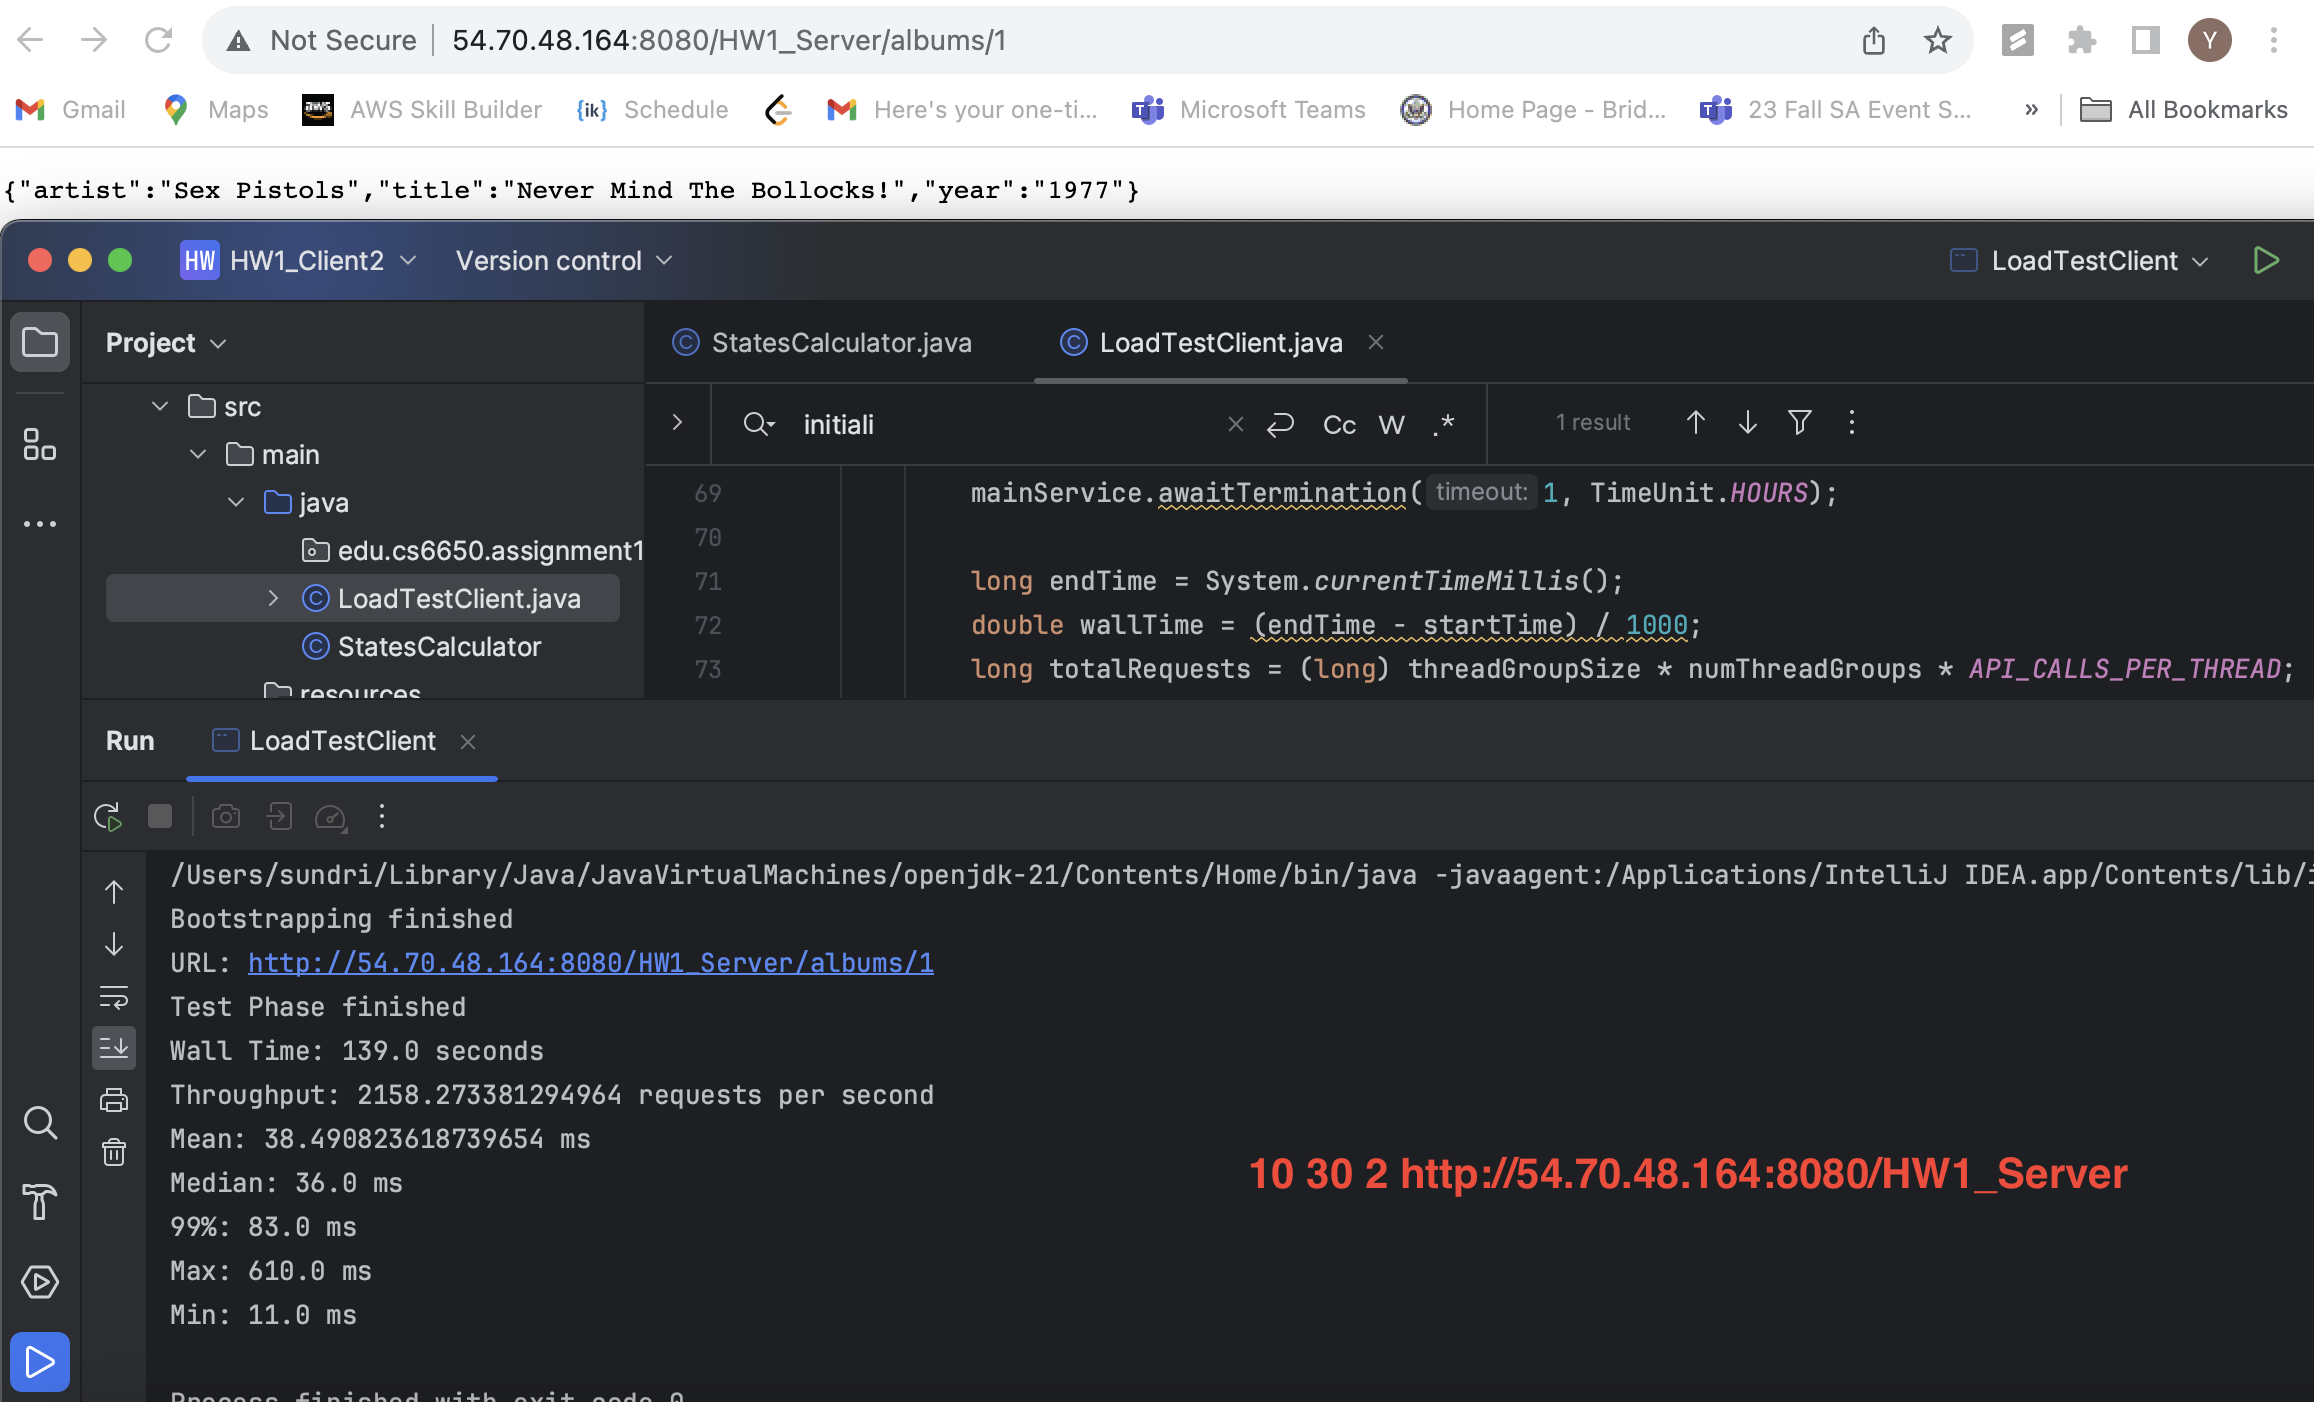 Not Secure 54.70.48.164:8080/HW1_Server/albums/1 Y
Gmail Maps AWS Skill Builder {ik} Schedule Here's your one-ti... Microsoft Teams Home Page - Brid... 23 Fall SA Event S... » All Bookmarks
{"artist":"Sex Pistols","title":"Never Mind The Bollocks!","year":"1977"}
HW HW1_Client2 Version control LoadTestClient
Project StatesCalculator.java LoadTestClient.java
src
initiali Cc W .* 1 result
main
java
edu.cs6650.assignment1
LoadTestClient.java
StatesCalculator
resources
69 mainService.awaitTermination( timeout: 1, TimeUnit.HOURS);
70
71 long endTime = System.currentTimeMillis();
72 double wallTime = (endTime - startTime) / 1000;
73 long totalRequests = (long) threadGroupSize * numThreadGroups * API_CALLS_PER_THREAD;
Run LoadTestClient
/Users/sundri/Library/Java/JavaVirtualMachines/openjdk-21/Contents/Home/bin/java -javaagent:/Applications/IntelliJ IDEA.app/Contents/lib/i
Bootstrapping finished
URL: http://54.70.48.164:8080/HW1_Server/albums/1
Test Phase finished
Wall Time: 139.0 seconds
Throughput: 2158.273381294964 requests per second
Mean: 38.490823618739654 ms
Median: 36.0 ms
99%: 83.0 ms
Max: 610.0 ms
Min: 11.0 ms
10 30 2 http://54.70.48.164:8080/HW1_Server
Process finished with exit code 0